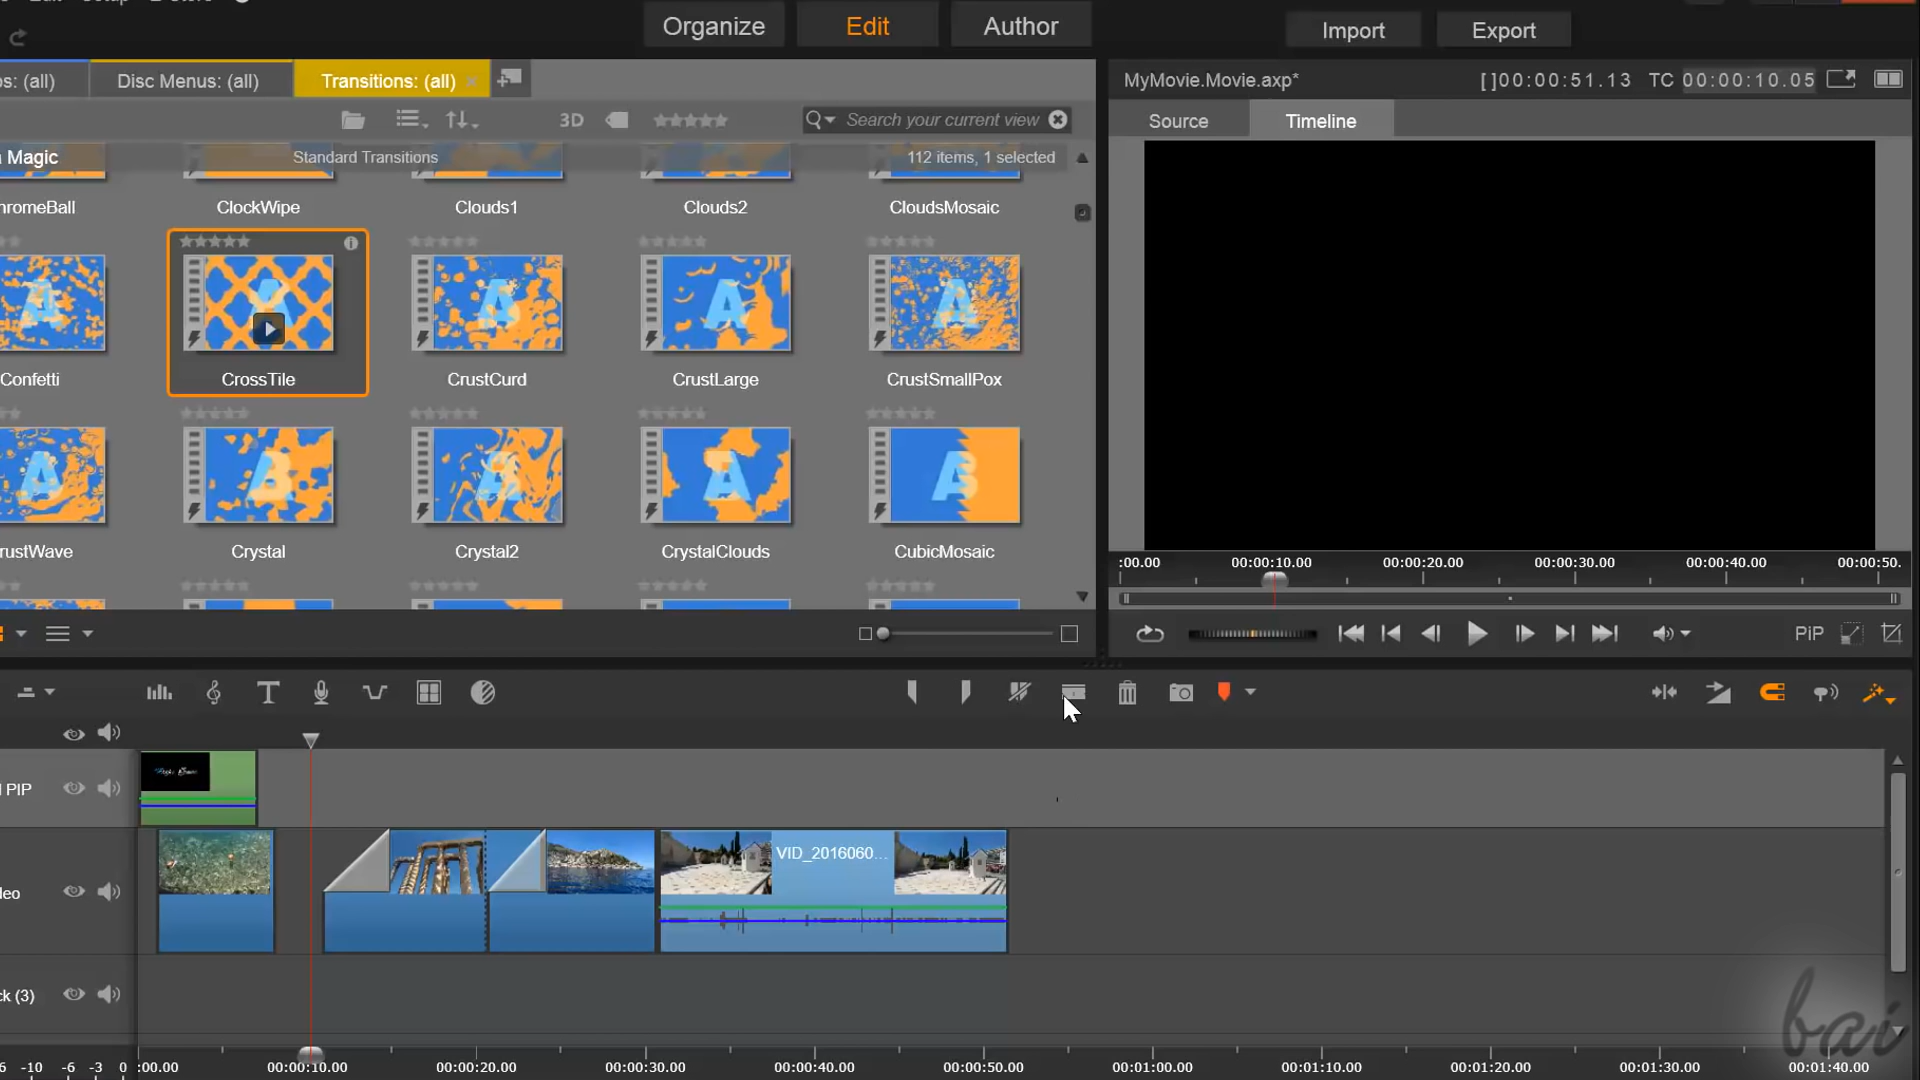 Organize Edit Author Import Export
s: (all) Disc Menus: (all) Transitions: (all) ×
MyMovie.Movie.axp* [ ]00:00:51.13 TC 00:00:10.05
3D Search your current view
Source Timeline
Magic Standard Transitions 112 items, 1 selected
hromeBall ClockWipe Clouds1 Clouds2 CloudsMosaic
Confetti CrossTile CrustCurd CrustLarge CrustSmallPox
rustWave Crystal Crystal2 CrystalClouds CubicMosaic
:00.00 00:00:10.00 00:00:20.00 00:00:30.00 00:00:40.00 00:00:50.
PiP
PIP
VID_2016060...
deo
ck (3)
bai
-10 -6 -3 0 :00.00 00:00:10.00 00:00:20.00 00:00:30.00 00:00:40.00 00:00:50.00 00:01:00.00 00:01:10.00 00:01:20.00 00:01:30.00 00:01:40.00